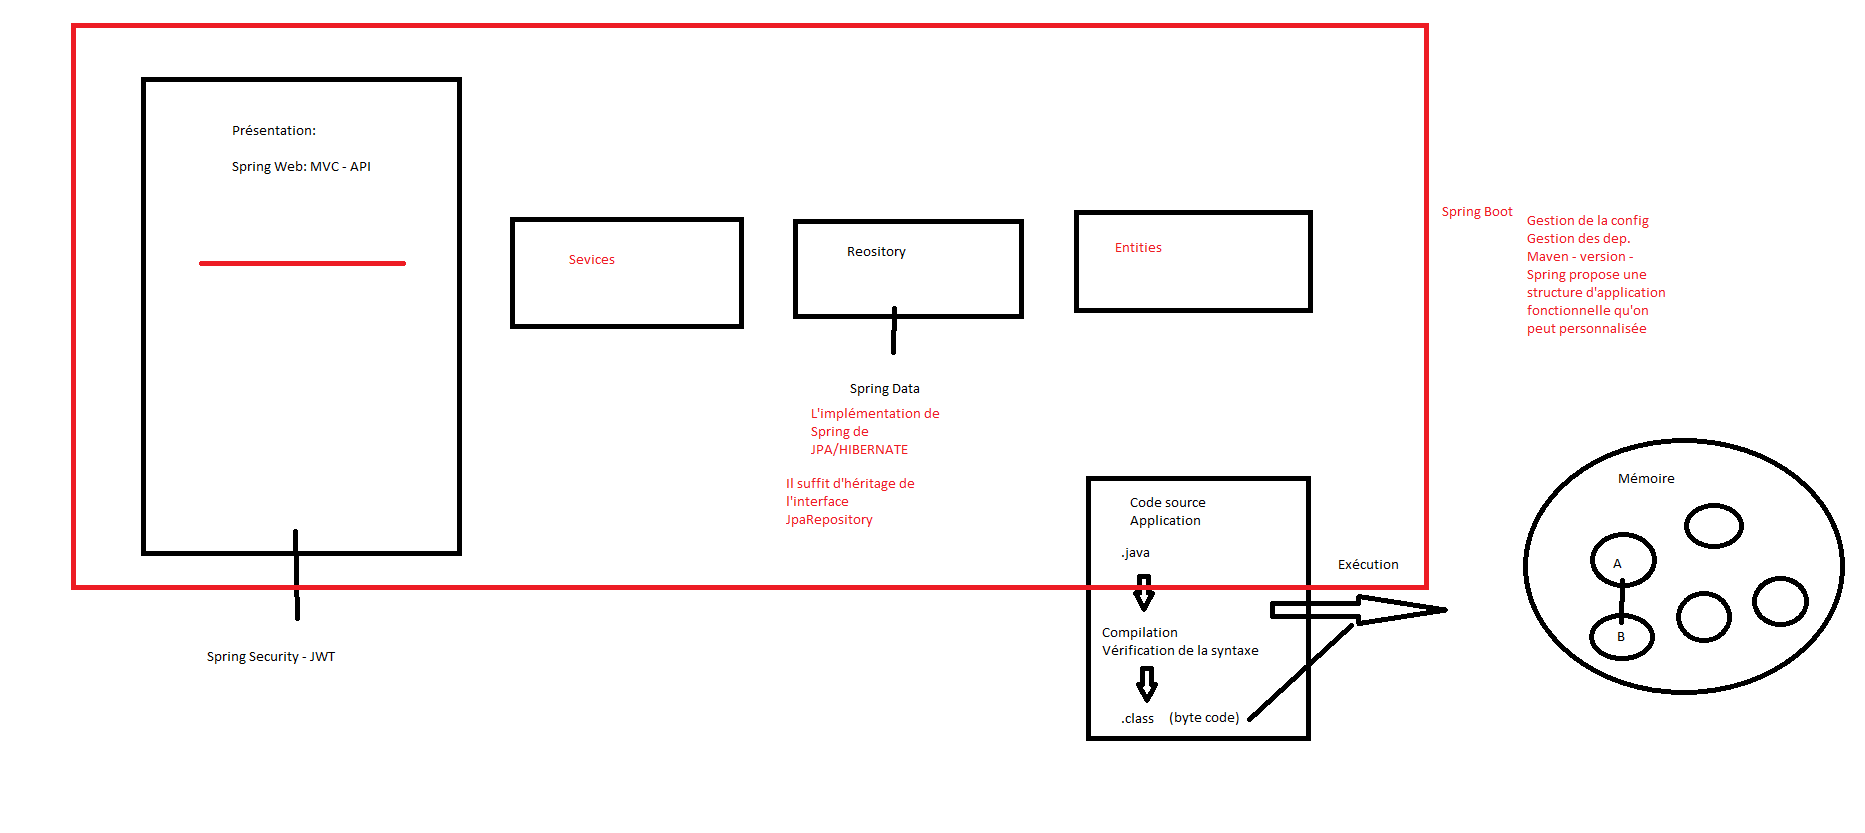 Présentation:
Spring Web: MVC - API
Sevices
Reository
Entities
Spring Boot
Gestion de la config
Gestion des dep.
Maven - version -
Spring propose une
structure d'application
fonctionnelle qu'on
peut personnalisée
Spring Data
L'implémentation de
Spring de
JPA/HIBERNATE
Il suffit d'héritage de
l'interface
JpaRepository
Code source
Application
.java
Compilation
Vérification de la syntaxe
.class (byte code)
Exécution
Mémoire
A
B
Spring Security - JWT